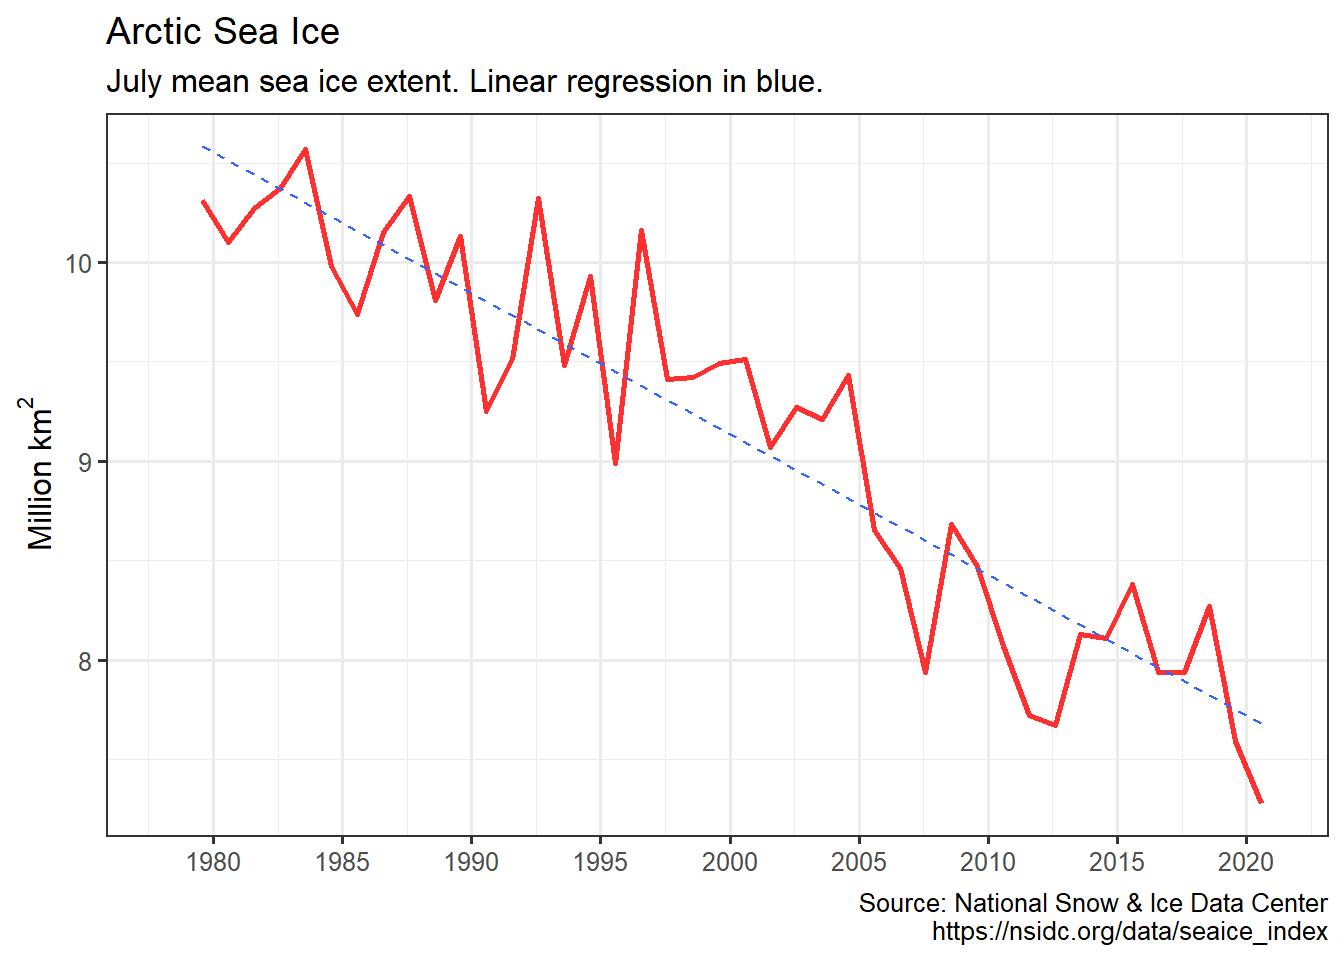 Arctic Sea Ice
July mean sea ice extent. Linear regression in blue.
Million km²
10
9
8
1980 1985 1990 1995 2000 2005 2010 2015 2020
Source: National Snow & Ice Data Center
https://nsidc.org/data/seaice_index